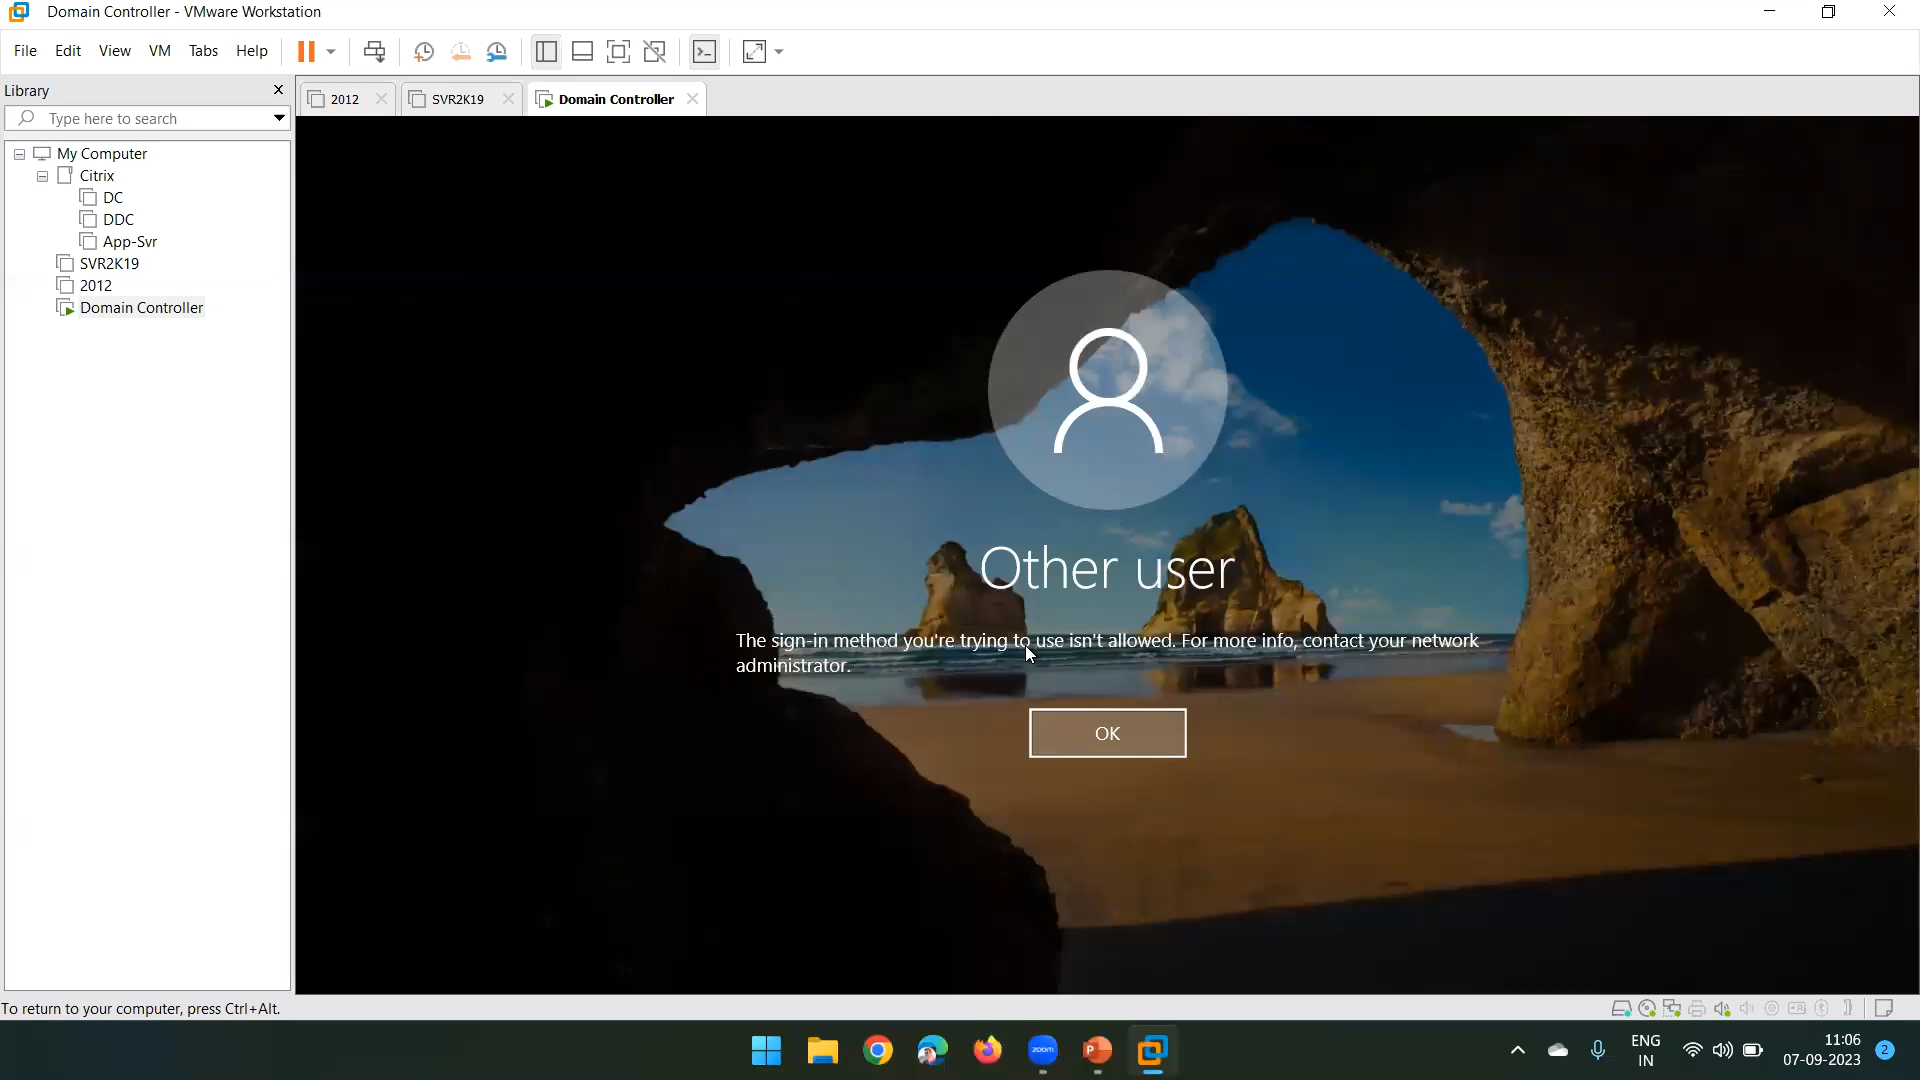 Domain Controller - VMware Workstation
File Edit View VM Tabs Help
Library
Type here to search
My Computer
Citrix
DC
DDC
App-Svr
SVR2K19
2012
Domain Controller
2012 SVR2K19 Domain Controller
Other user
The sign-in method you're trying to use isn't allowed. For more info, contact your network
administrator.
OK
To return to your computer, press Ctrl+Alt.
zoom
P
ENG
IN
11:06
07-09-2023
2